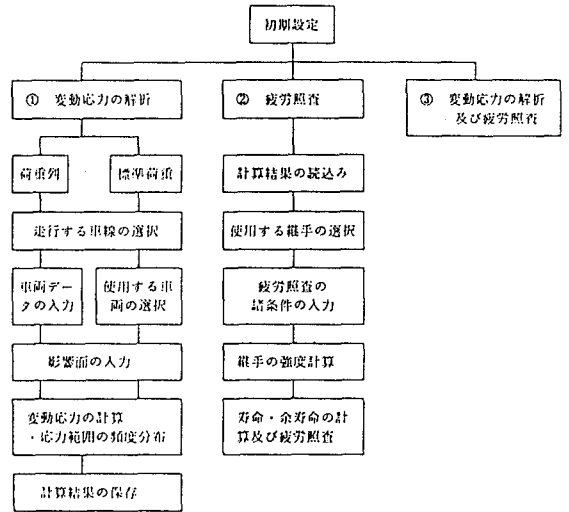 初期設定
① 変動応力の解析
② 疲労照査
③ 変動応力の解析
及び疲労照査
荷重列
標準荷重
走行する車線の選択
車両デー
タの入力
使用する車
両の選択
影響面の入力
変動応力の計算
・応力範囲の頻度分布
計算結果の保存
計算結果の読込み
使用する継手の選択
疲労照査の
諸条件の入力
継手の強度計算
寿命・余寿命の計
算及び疲労照査